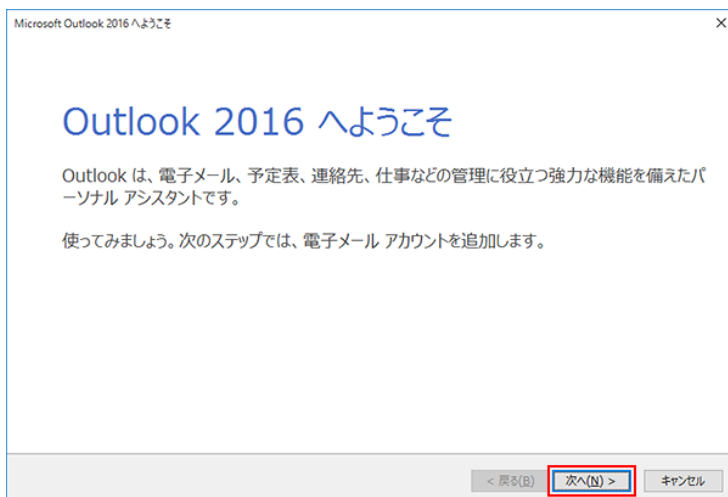 Microsoft Outlook 2016 へようこそ
Outlook 2016 へようこそ
Outlook は、電子メール、予定表、連絡先、仕事などの管理に役立つ強力な機能を備えたパ
ーソナル アシスタントです。
使ってみましょう。次のステップでは、電子メール アカウントを追加します。
< 戻る(B) 次へ(N) > キャンセル